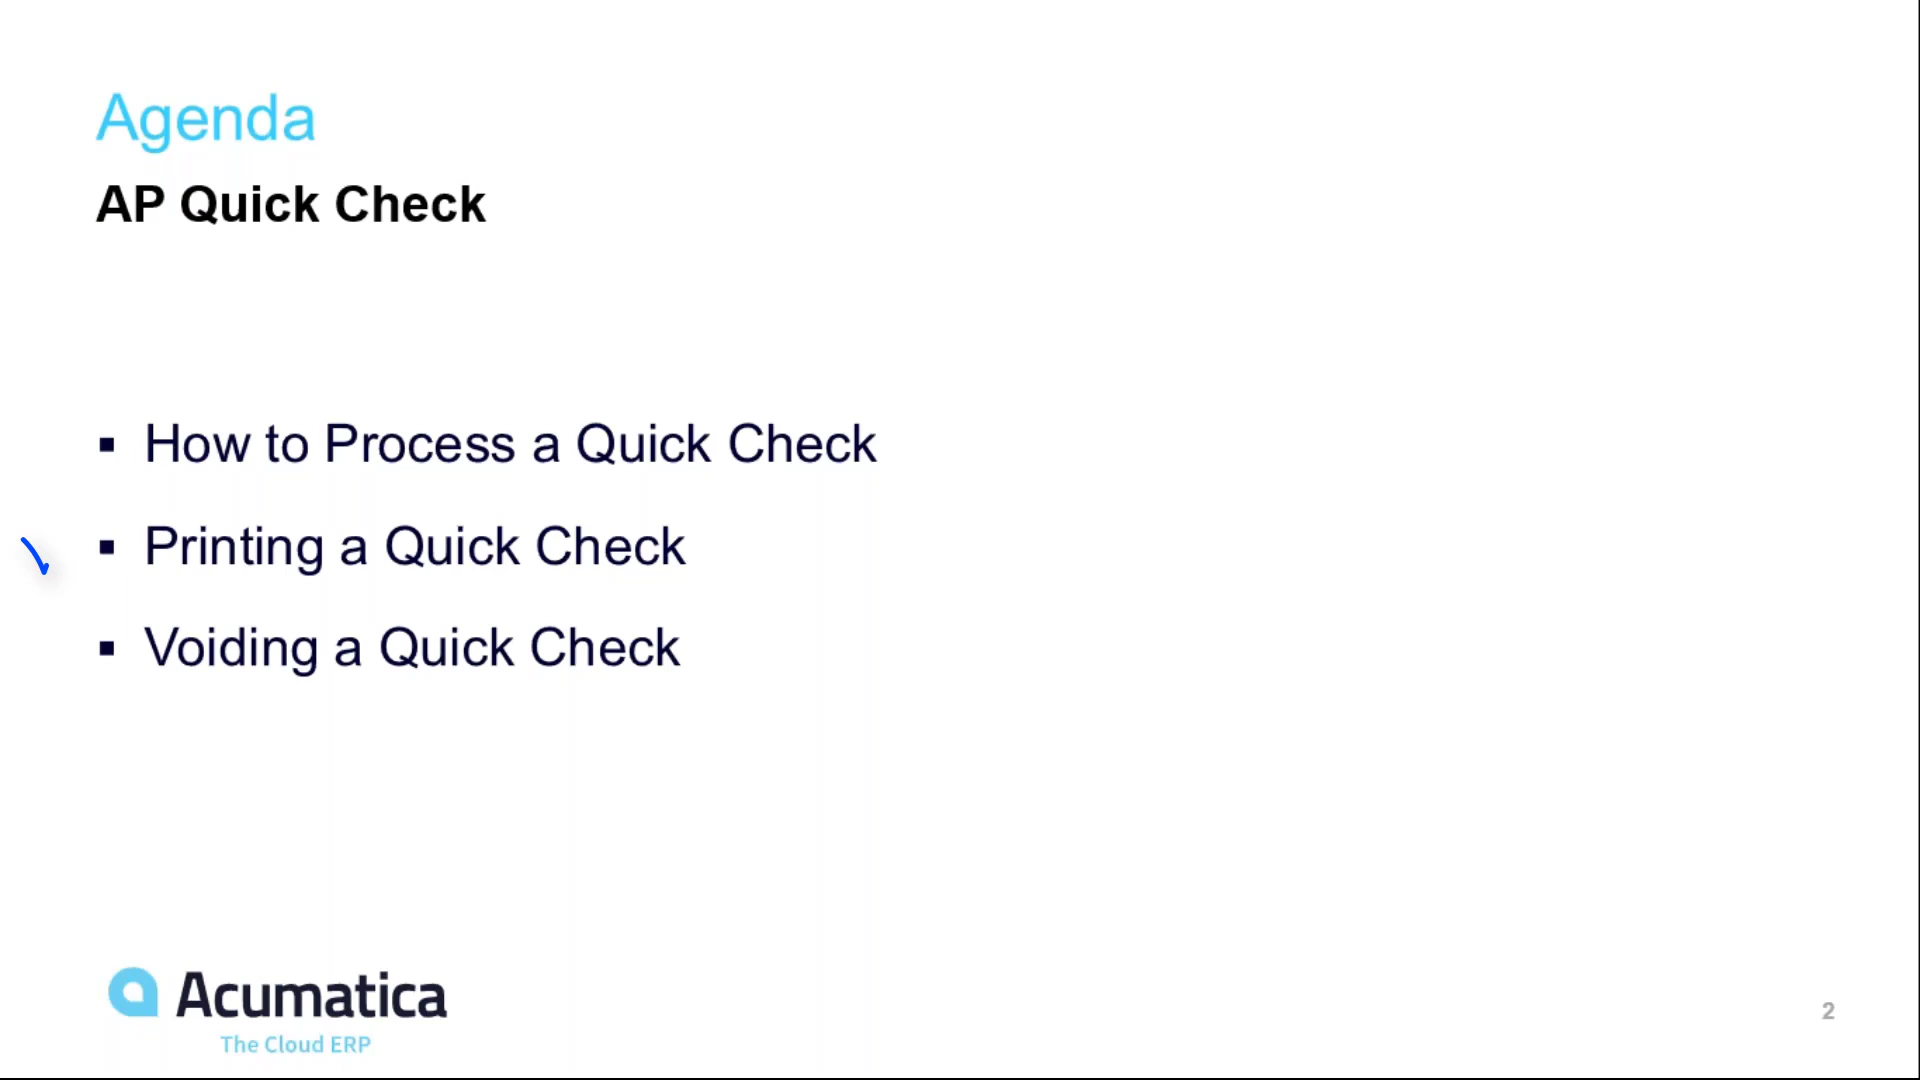 Agenda
AP Quick Check
▪ How to Process a Quick Check
▪ Printing a Quick Check
▪ Voiding a Quick Check
Acumatica
The Cloud ERP
2